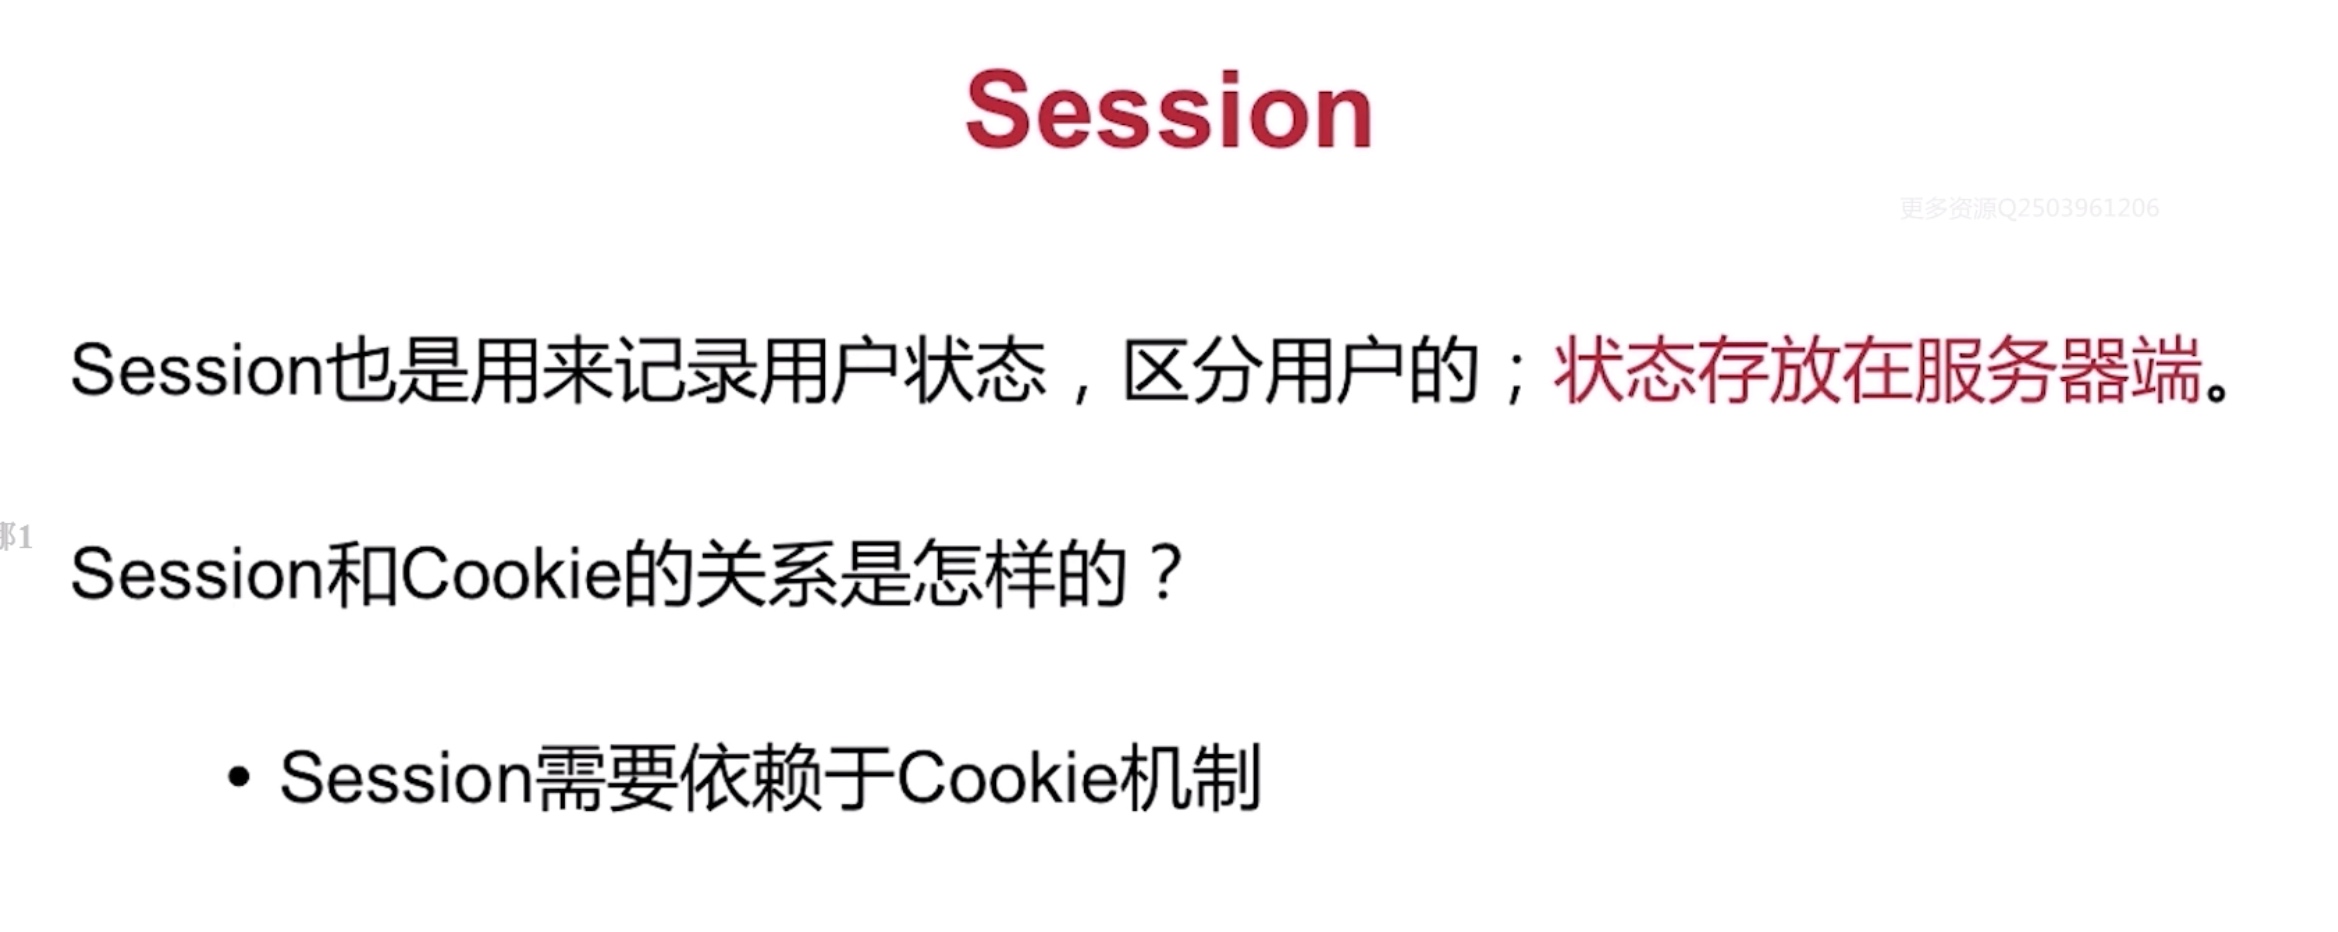 Session
更多资源Q2503961206
Session也是用来记录用户状态，区分用户的；状态存放在服务器端。
哪1
Session和Cookie的关系是怎样的？
• Session需要依赖于Cookie机制